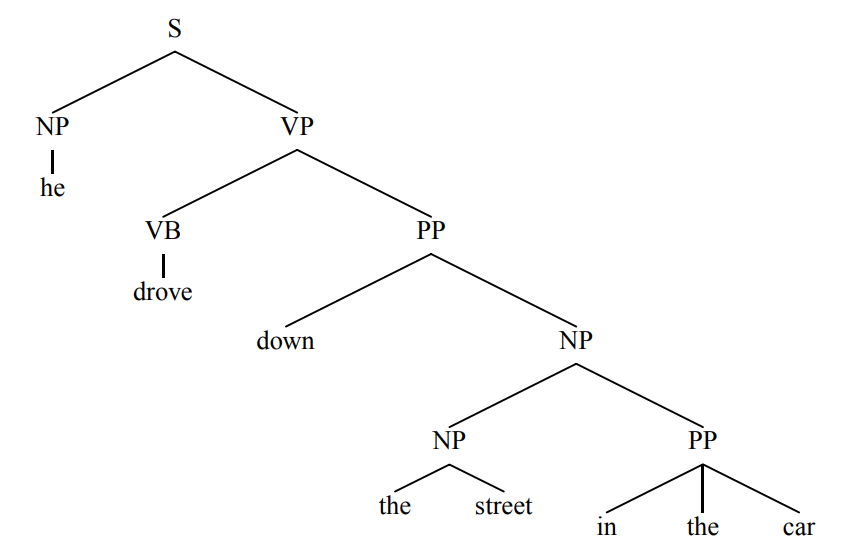 S
NP VP
he
VB PP
drove
down NP
NP PP
the street
in the car